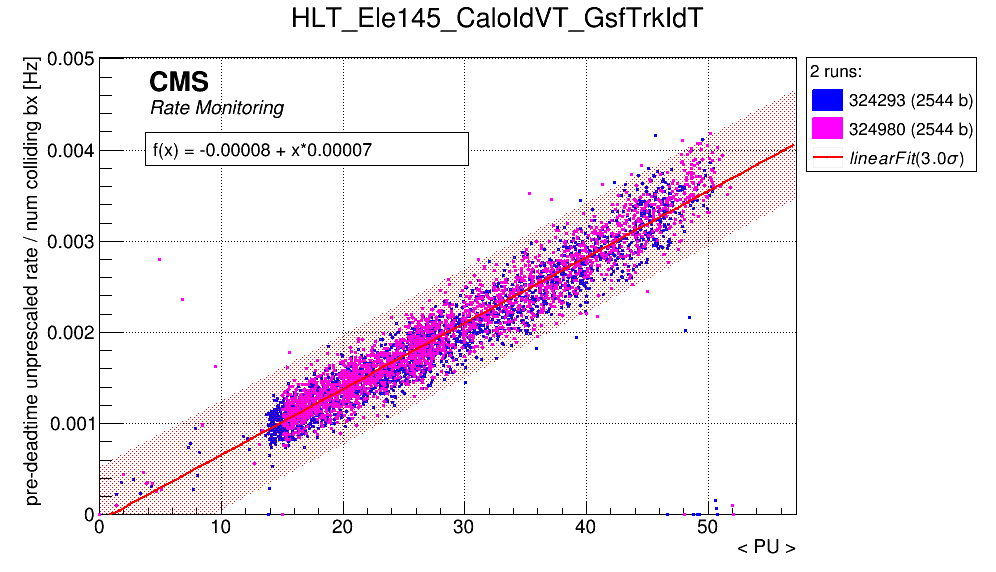 HLT_Ele145_CaloIdVT_GsfTrkIdT
pre-deadtime unprescaled rate / num colliding bx [Hz]
0.005
0.004
0.003
0.002
0.001
0
CMS
Rate Monitoring
f(x) = -0.00008 + x*0.00007
2 runs:
324293 (2544 b)
324980 (2544 b)
linearFit(3.0σ)
0 10 20 30 40 50
< PU >